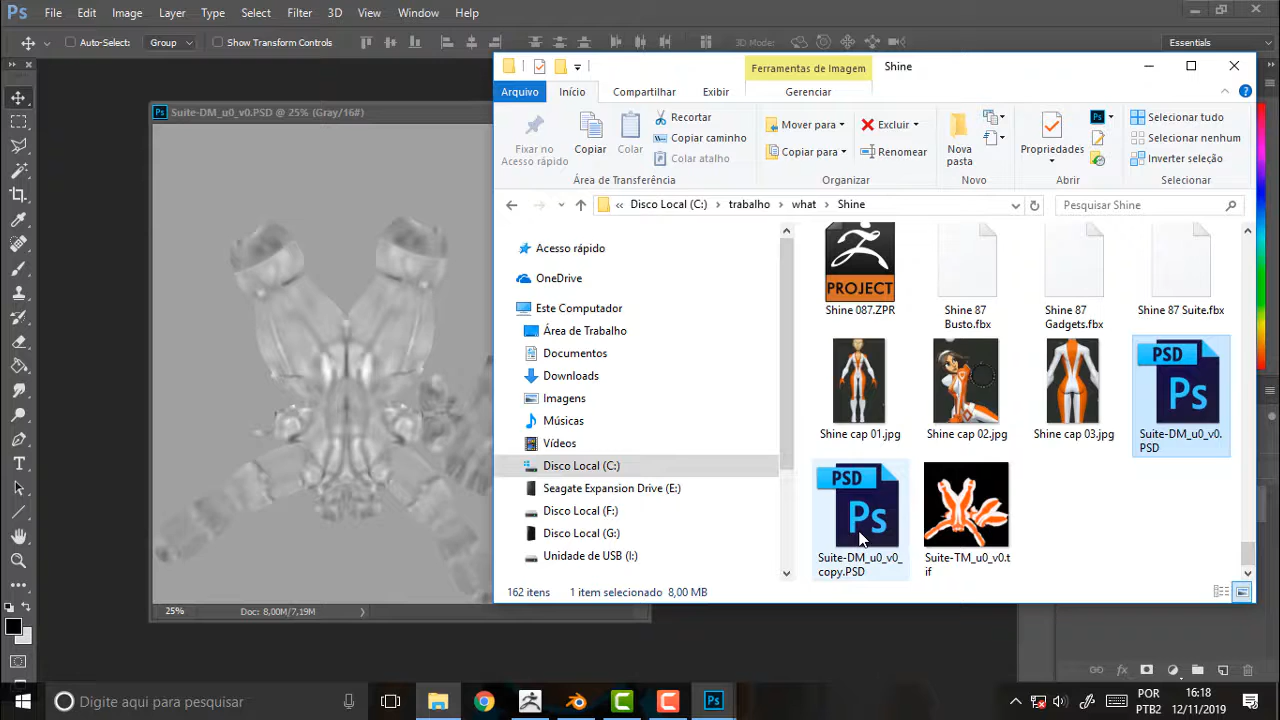 Ps File Edit Image Layer Type Select Filter 3D View Window Help
Auto-Select: Group Show Transform Controls 3D Mode: Essentials
Ps Suite-DM_u0_v0.PSD @ 25% (Gray/16#)
Ferramentas de Imagem Shine
Arquivo Início Compartilhar Exibir Gerenciar
Fixar no
Acesso rápido
Copiar
Colar
Recortar
Copiar caminho
Colar atalho
Área de Transferência
Mover para
Copiar para
Excluir
Renomear
Organizar
Nova
pasta
Novo
Propriedades
Ps
Abrir
Selecionar tudo
Selecionar nenhum
Inverter seleção
Selecionar
« Disco Local (C:) › trabalho › what › Shine
Pesquisar Shine
Acesso rápido
OneDrive
Este Computador
Área de Trabalho
Documentos
Downloads
Imagens
Músicas
Vídeos
Disco Local (C:)
Seagate Expansion Drive (E:)
Disco Local (F:)
Disco Local (G:)
Unidade de USB (I:)
PROJECT
Shine 087.ZPR
Shine 87
Busto.fbx
Shine 87
Gadgets.fbx
Shine 87 Suite.fbx
Shine cap 01.jpg
Shine cap 02.jpg
Shine cap 03.jpg
PSD
Ps
Suite-DM_u0_v0.
PSD
PSD
Ps
Suite-DM_u0_v0_
copy.PSD
Suite-TM_u0_v0.t
if
162 itens 1 item selecionado 8,00 MB
25% Doc: 8,00M/7,19M
Digite aqui para pesquisar
Ps
POR
PTB2
16:18
12/11/2019